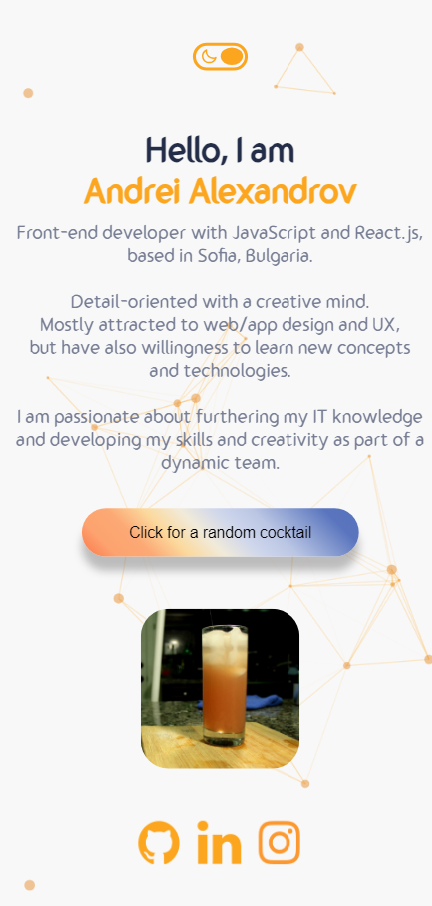 Hello, I am
Andrei Alexandrov
Front-end developer with JavaScript and React.js,
based in Sofia, Bulgaria.
Detail-oriented with a creative mind.
Mostly attracted to web/app design and UX,
but have also willingness to learn new concepts
and technologies.
I am passionate about furthering my IT knowledge
and developing my skills and creativity as part of a
dynamic team.
Click for a random cocktail
in